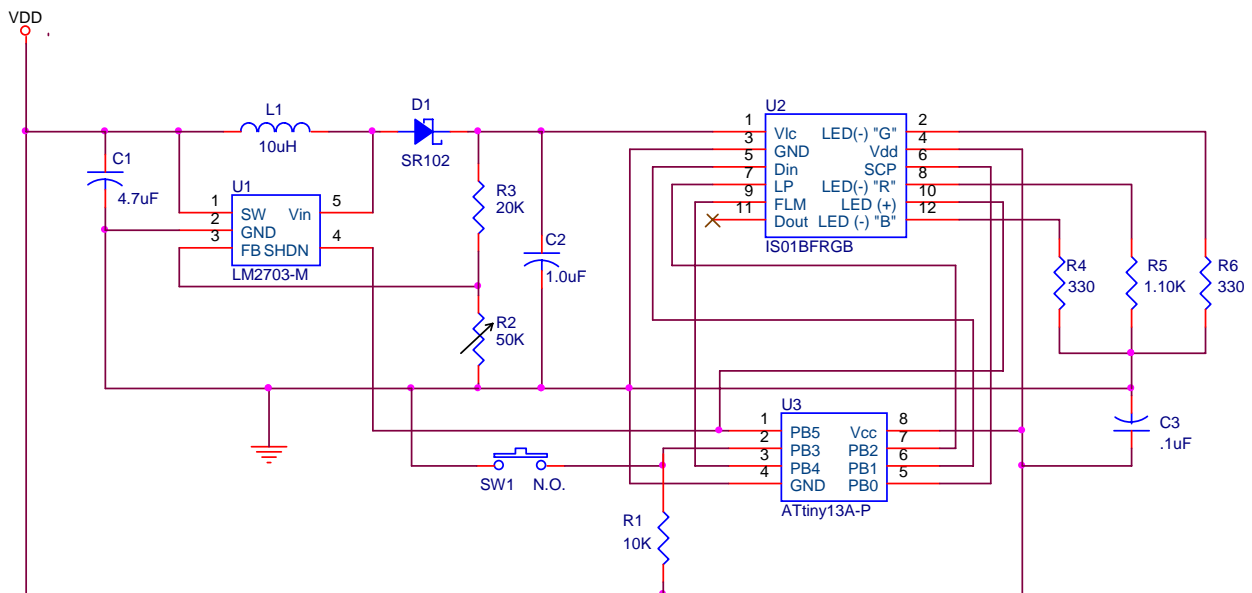 VDD
L1
10uH
D1
SR102
C1
4.7uF
U1
1 SW Vin 5
2 GND
3 FB SHDN 4
LM2703-M
R3
20K
C2
1.0uF
R2
50K
U2
1 Vlc LED(-) "G" 2
3 GND Vdd 4
5 Din SCP 6
7 LP LED(-) "R" 8
9 FLM LED (+) 10
11 Dout LED (-) "B" 12
IS01BFRGB
R4
330
R5
1.10K
R6
330
U3
1 PB5 Vcc 8
2 PB3 PB2 7
3 PB4 PB1 6
4 GND PB0 5
ATtiny13A-P
C3
.1uF
SW1 N.O.
R1
10K